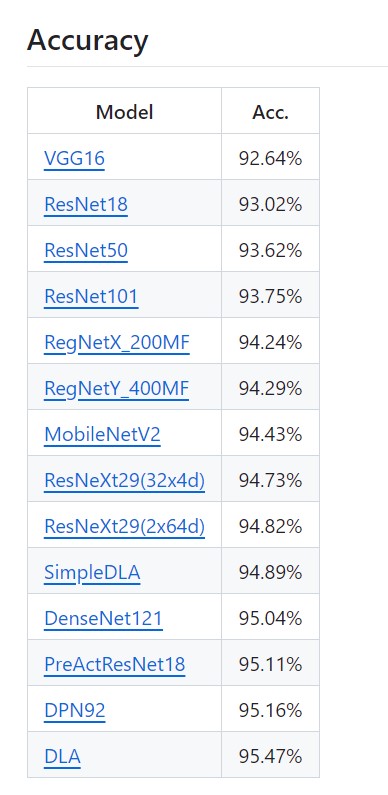 Accuracy
Model Acc.
VGG16 92.64%
ResNet18 93.02%
ResNet50 93.62%
ResNet101 93.75%
RegNetX_200MF 94.24%
RegNetY_400MF 94.29%
MobileNetV2 94.43%
ResNeXt29(32x4d) 94.73%
ResNeXt29(2x64d) 94.82%
SimpleDLA 94.89%
DenseNet121 95.04%
PreActResNet18 95.11%
DPN92 95.16%
DLA 95.47%